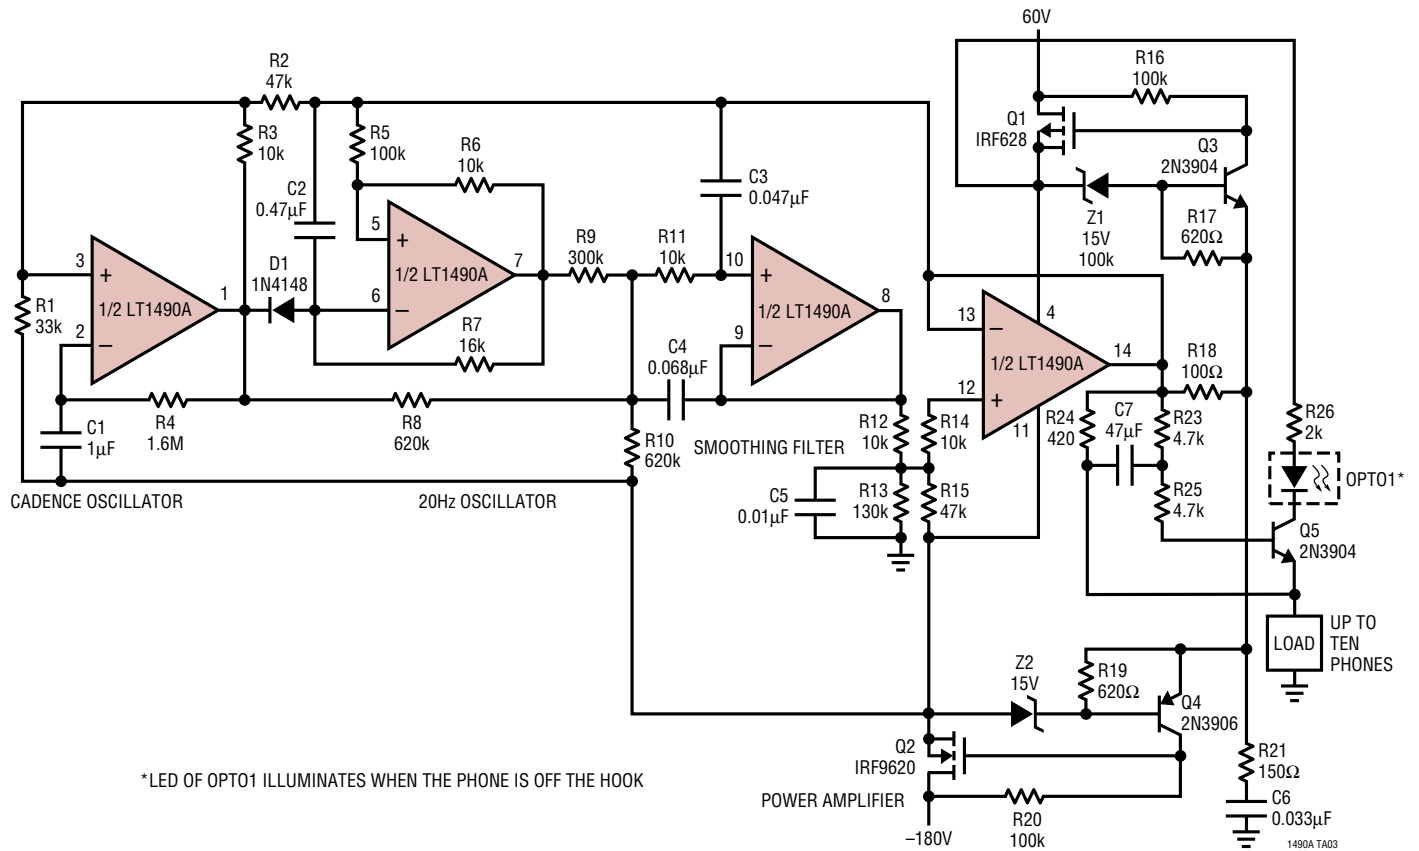 60V
R2
47k
R16
100k
R3
10k
R5
100k
R6
10k
Q1
IRF628
Q3
2N3904
C2
0.47µF
C3
0.047µF
Z1
15V
100k
R17
620Ω
5
+
3
+
D1
1N4148
1/2 LT1490A
7
R9
300k
R11
10k
10
+
R1
33k
1/2 LT1490A
1
6
–
1/2 LT1490A
8
2
–
R7
16k
C4
0.068µF
9
–
13
–
4
1/2 LT1490A
14
R18
100Ω
12
+
11
R4
1.6M
R8
620k
C1
1µF
R10
620k
SMOOTHING FILTER
R12
10k
R14
10k
R24
420
C7
47µF
R23
4.7k
R26
2k
OPTO1*
CADENCE OSCILLATOR
20Hz OSCILLATOR
C5
0.01µF
R13
130k
R15
47k
R25
4.7k
Q5
2N3904
LOAD
UP TO
TEN
PHONES
Z2
15V
R19
620Ω
Q4
2N3906
Q2
IRF9620
R21
150Ω
*LED OF OPTO1 ILLUMINATES WHEN THE PHONE IS OFF THE HOOK
POWER AMPLIFIER
–180V
R20
100k
C6
0.033µF
1490A TA03